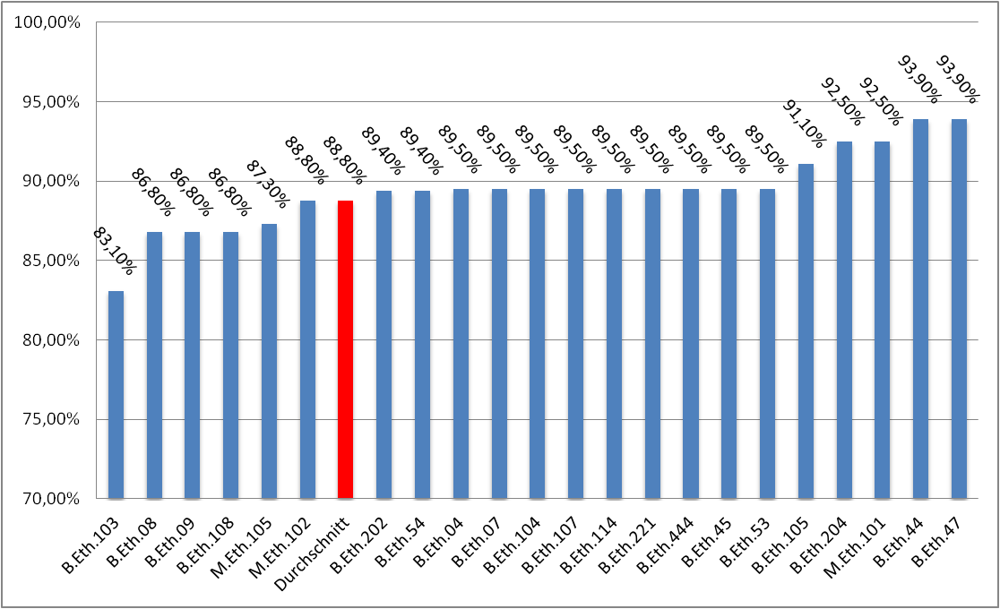 100,00%
95,00%
90,00%
85,00%
80,00%
75,00%
70,00%
83,10%
86,80%
86,80%
86,80%
87,30%
88,80%
88,80%
89,40%
89,40%
89,50%
89,50%
89,50%
89,50%
89,50%
89,50%
89,50%
89,50%
89,50%
91,10%
92,50%
92,50%
93,90%
93,90%
B.Eth.103
B.Eth.08
B.Eth.09
B.Eth.108
M.Eth.105
M.Eth.102
Durchschnitt
B.Eth.202
B.Eth.54
B.Eth.04
B.Eth.07
B.Eth.104
B.Eth.107
B.Eth.114
B.Eth.221
B.Eth.444
B.Eth.45
B.Eth.53
B.Eth.105
B.Eth.204
M.Eth.101
B.Eth.44
B.Eth.47